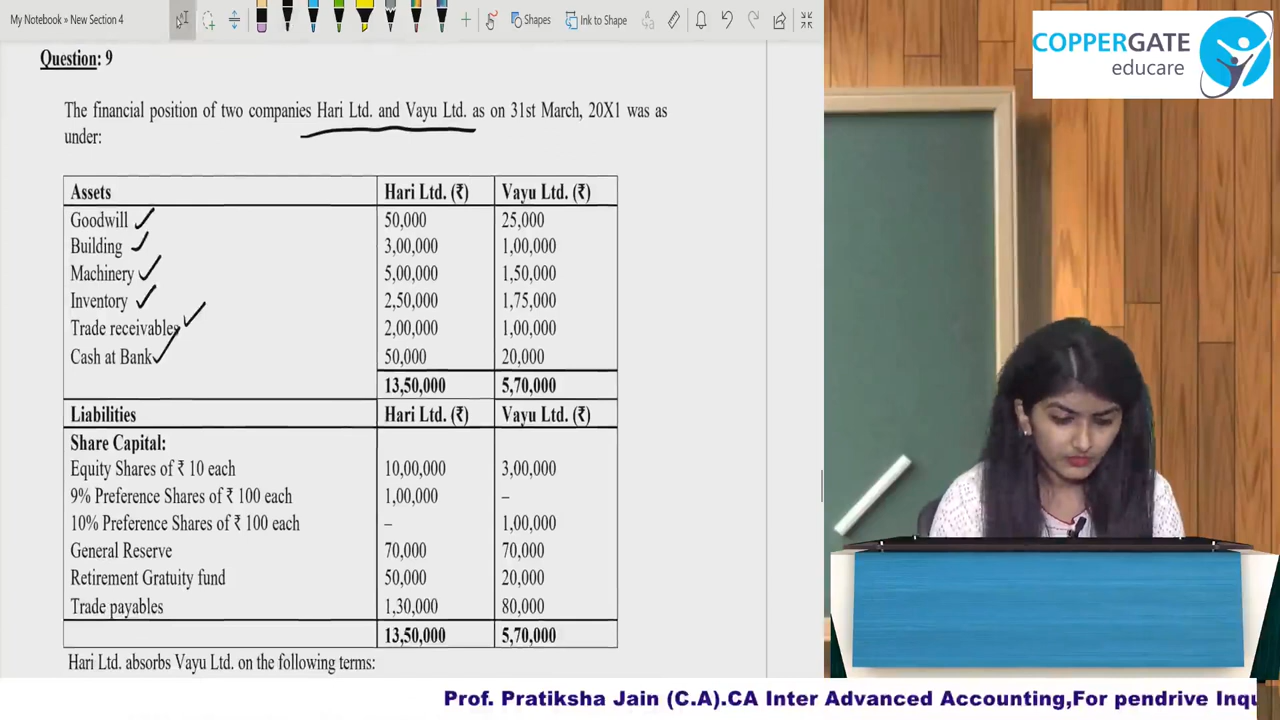 My Notebook » New Section 4
Shapes
Ink to Shape
COPPERGATE
educare
Question: 9
The financial position of two companies Hari Ltd. and Vayu Ltd. as on 31st March, 20X1 was as
under:
Assets Hari Ltd. (₹) Vayu Ltd. (₹)
Goodwill 50,000 25,000
Building 3,00,000 1,00,000
Machinery 5,00,000 1,50,000
Inventory 2,50,000 1,75,000
Trade receivables 2,00,000 1,00,000
Cash at Bank 50,000 20,000
13,50,000 5,70,000
Liabilities Hari Ltd. (₹) Vayu Ltd. (₹)
Share Capital:
Equity Shares of ₹ 10 each 10,00,000 3,00,000
9% Preference Shares of ₹ 100 each 1,00,000 –
10% Preference Shares of ₹ 100 each – 1,00,000
General Reserve 70,000 70,000
Retirement Gratuity fund 50,000 20,000
Trade payables 1,30,000 80,000
13,50,000 5,70,000
Hari Ltd. absorbs Vayu Ltd. on the following terms:
Prof. Pratiksha Jain (C.A).CA Inter Advanced Accounting,For pendrive Inqu